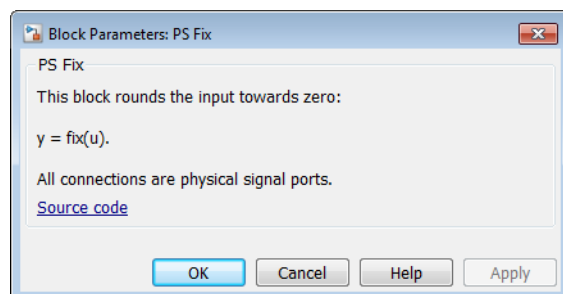 Block Parameters: PS Fix
PS Fix
This block rounds the input towards zero:
y = fix(u).
All connections are physical signal ports.
Source code
OK Cancel Help Apply